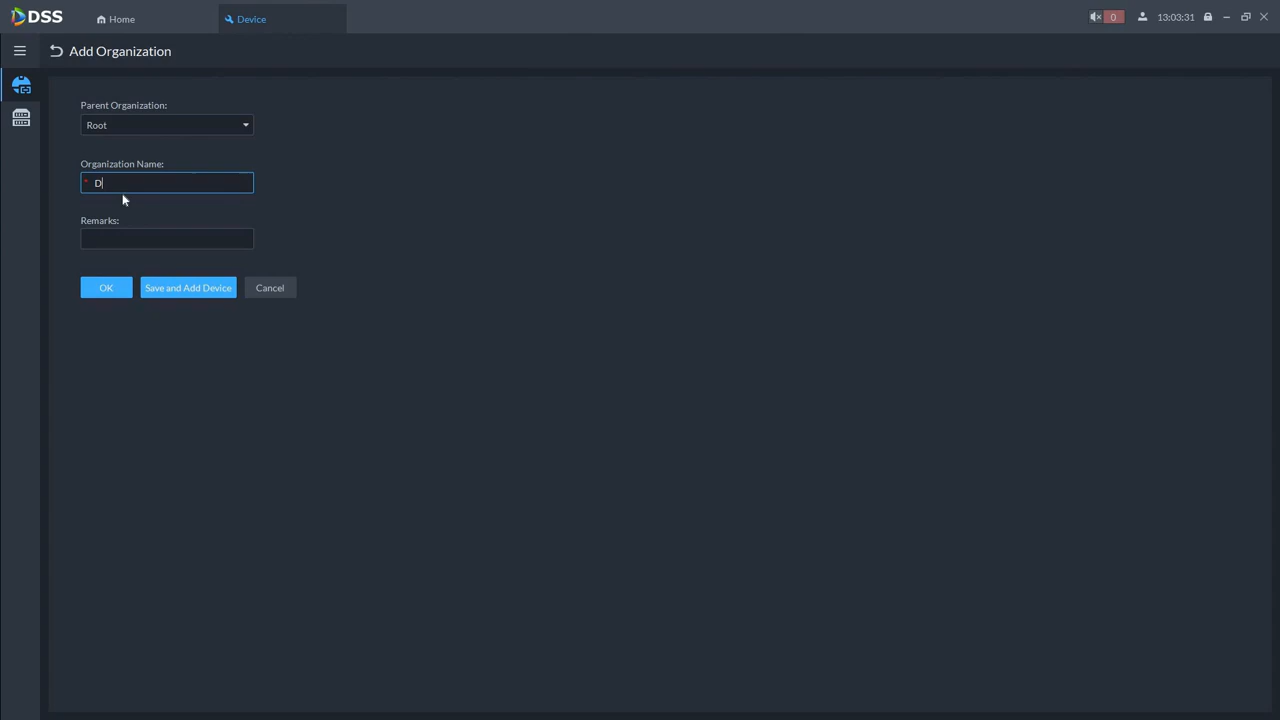 DSS
Home
Device
0
13:03:31
Add Organization
Parent Organization:
Root
Organization Name:
* D
Remarks:
OK
Save and Add Device
Cancel